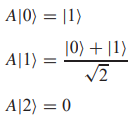 A|0⟩ = |1⟩
A|1⟩ = (|0⟩ + |1⟩)/√2
A|2⟩ = 0